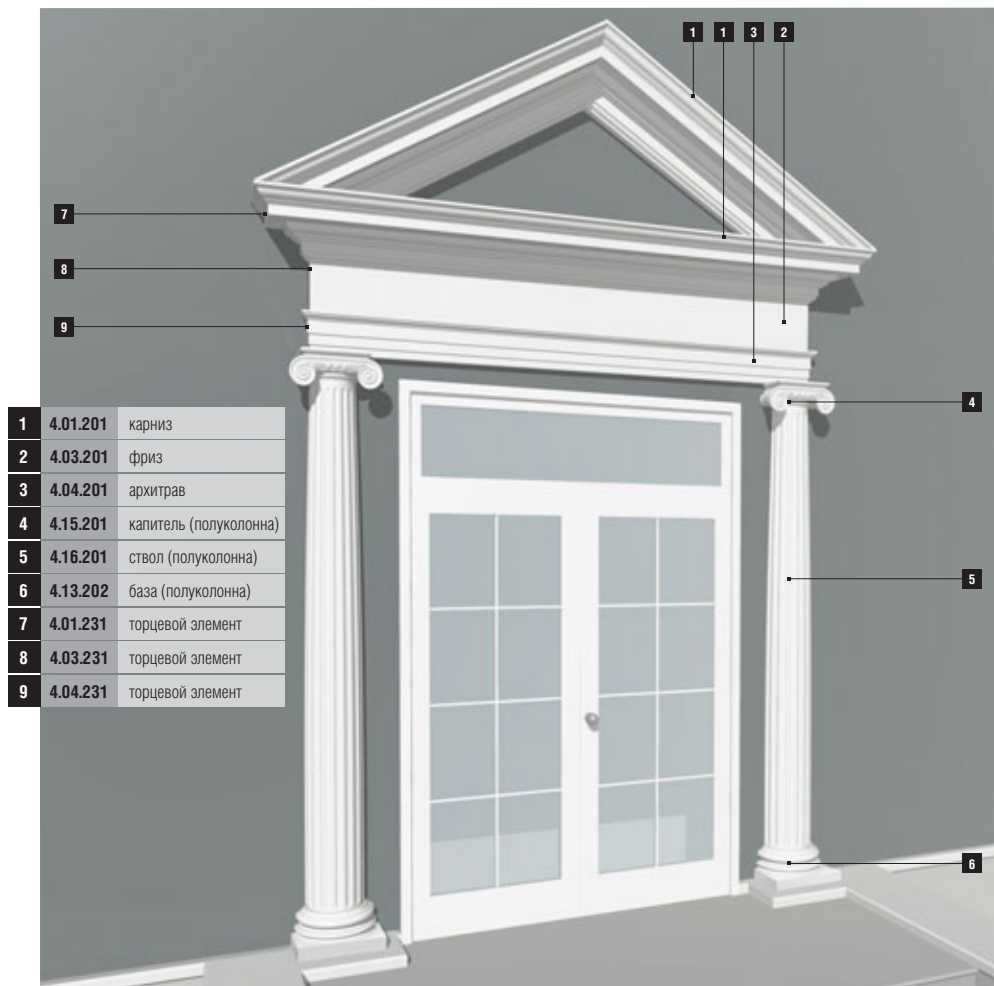 1 1 3 2
7
8
9
4
5
6
1 4.01.201 карниз
2 4.03.201 фриз
3 4.04.201 архитрав
4 4.15.201 капитель (полуколонна)
5 4.16.201 ствол (полуколонна)
6 4.13.202 база (полуколонна)
7 4.01.231 торцевой элемент
8 4.03.231 торцевой элемент
9 4.04.231 торцевой элемент